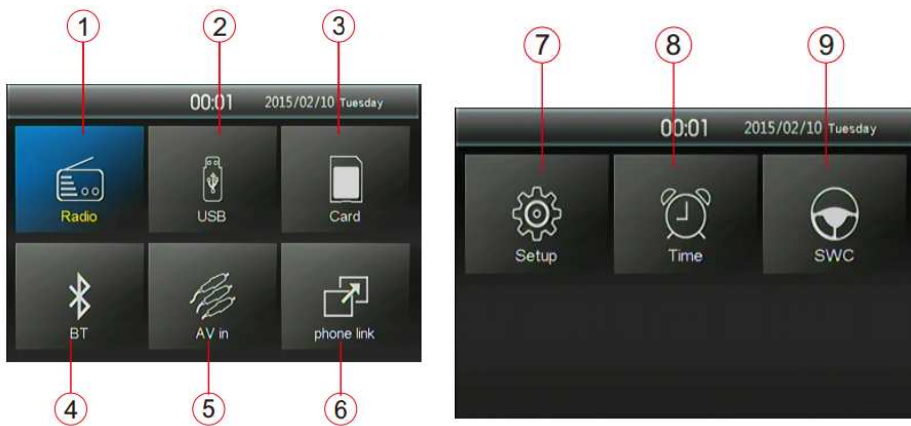 1 2 3
00:01 2015/02/10 Tuesday
Radio USB Card
BT AV in phone link
4 5 6
7 8 9
00:01 2015/02/10 Tuesday
Setup Time SWC